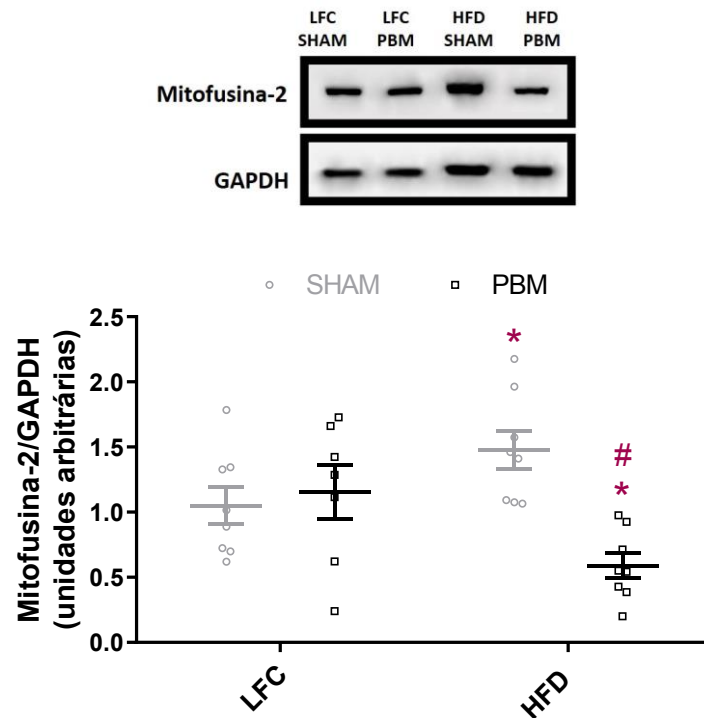 LFC LFC HFD HFD
SHAM PBM SHAM PBM
Mitofusina-2
GAPDH
SHAM PBM
Mitofusina-2/GAPDH
(unidades arbitrárias)
2.5
*
2.0
1.5
#
*
1.0
0.5
0.0
LFC HFD